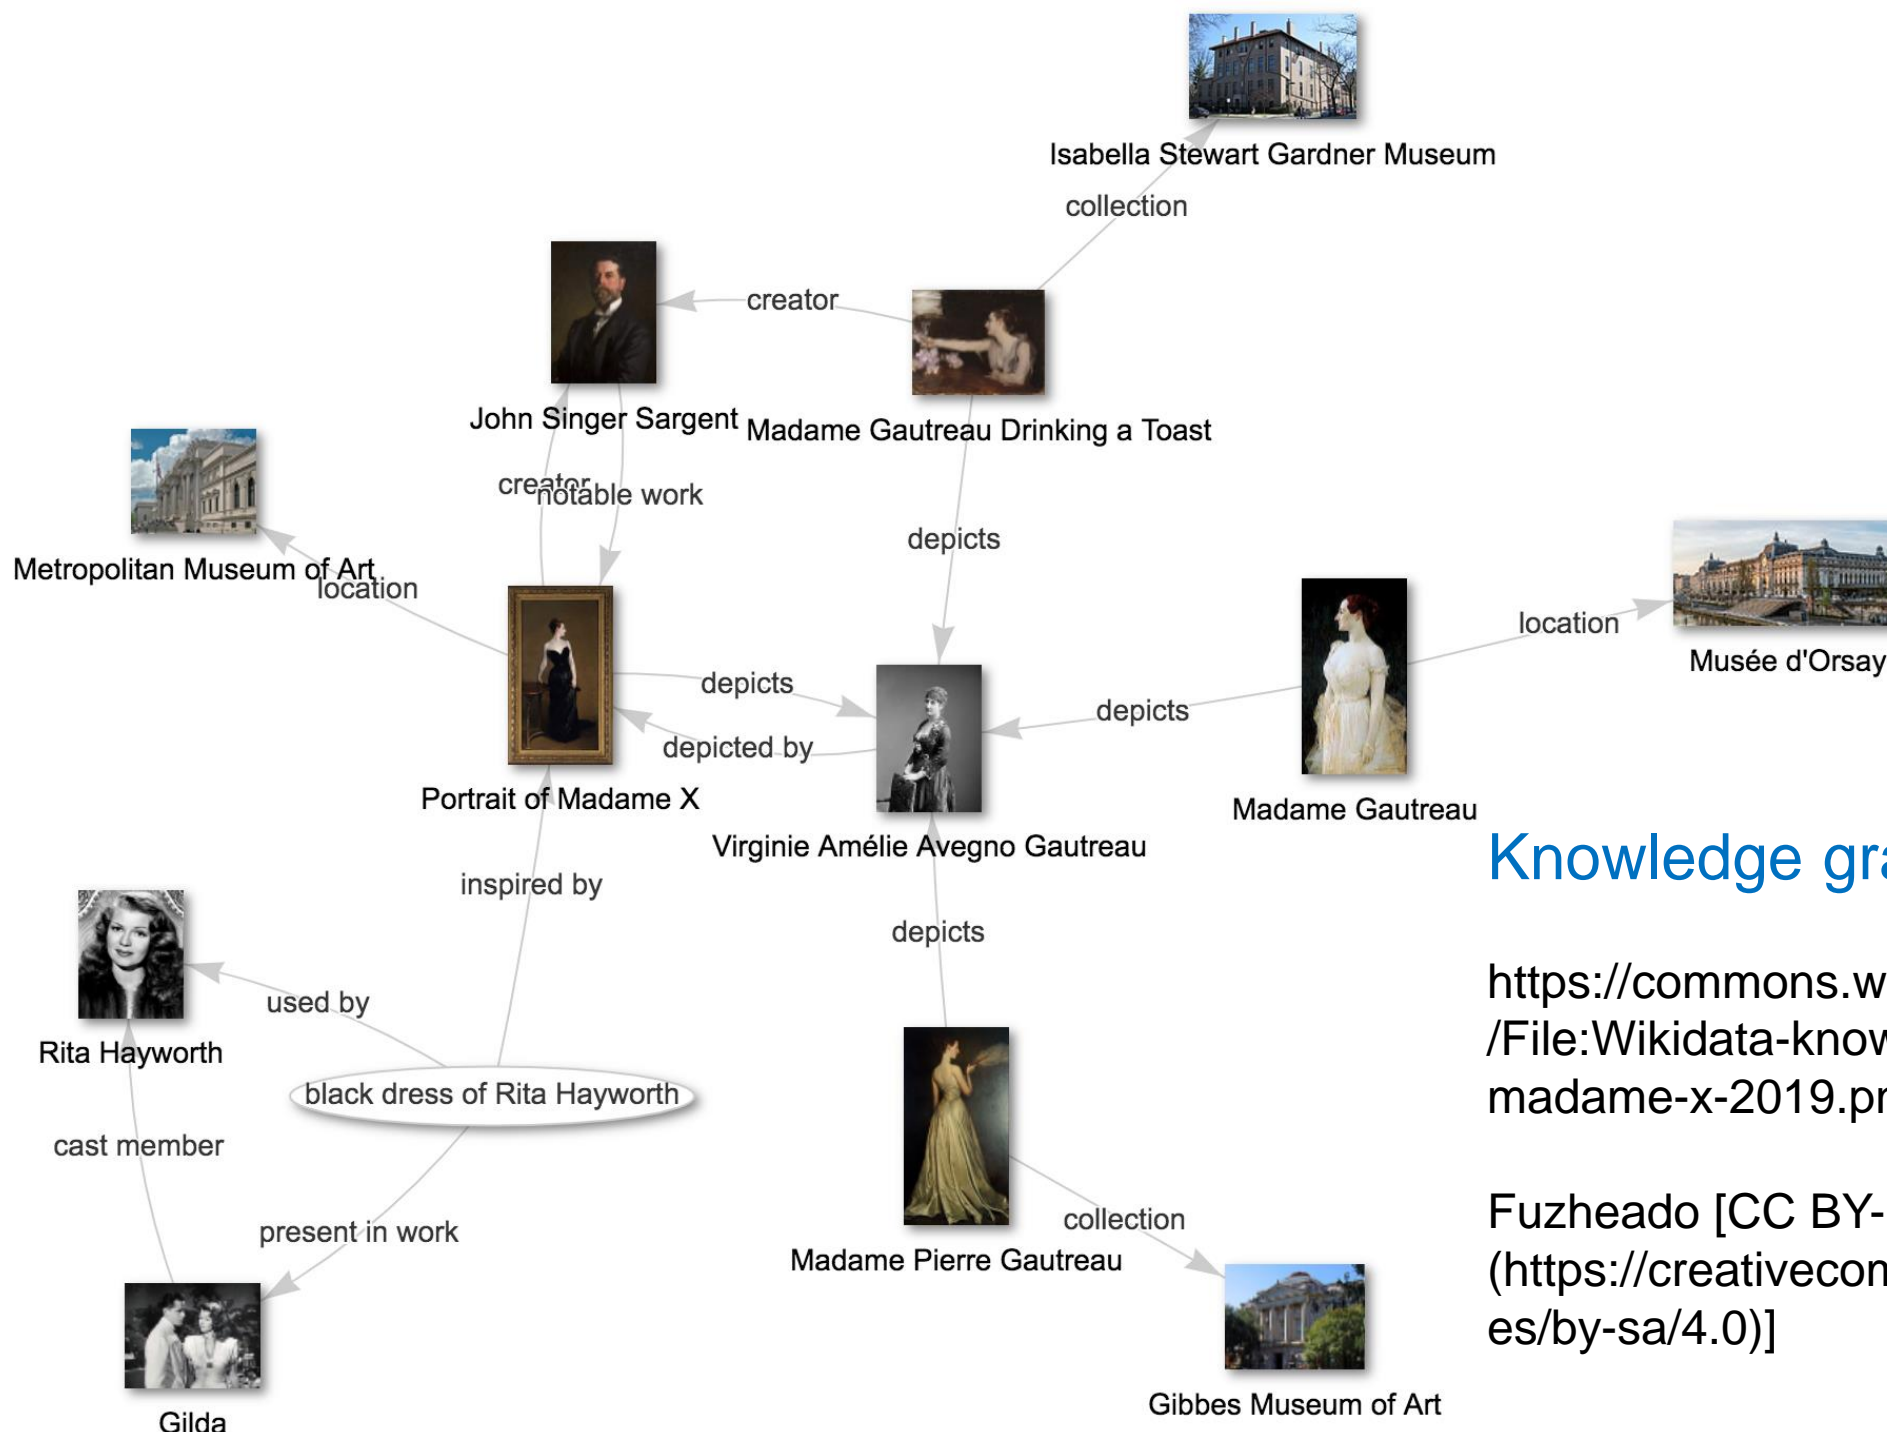 Isabella Stewart Gardner Museum
collection
creator
John Singer Sargent
Madame Gautreau Drinking a Toast
creator
notable work
depicts
Metropolitan Museum of Art
location
location
Musée d'Orsay
depicts
depicts
depicted by
Portrait of Madame X
Madame Gautreau
Virginie Amélie Avegno Gautreau
inspired by
depicts
used by
Rita Hayworth
black dress of Rita Hayworth
cast member
present in work
collection
Madame Pierre Gautreau
Gilda
Gibbes Museum of Art
Knowledge gra
https://commons.w
/File:Wikidata-know
madame-x-2019.pn
Fuzheado [CC BY-
(https://creativecom
es/by-sa/4.0)]